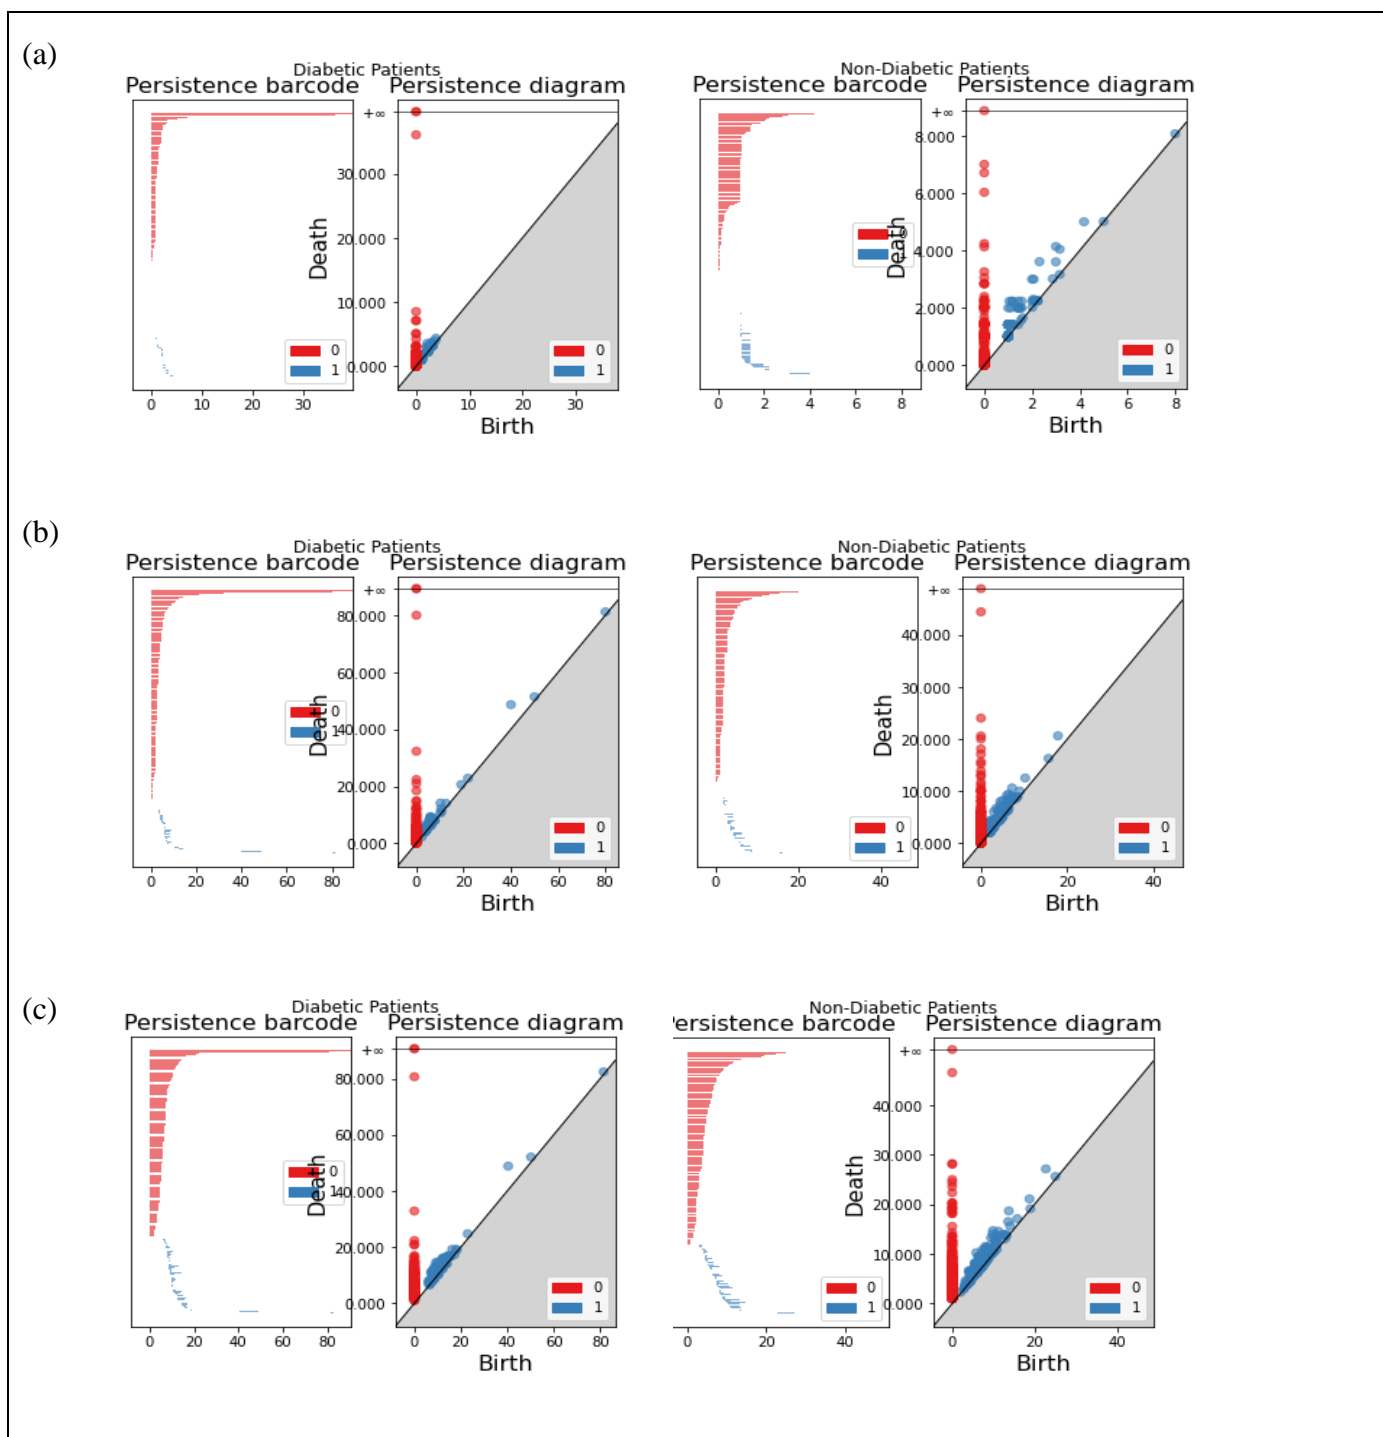 (a)
Diabetic Patients
Persistence barcode Persistence diagram
+∞
30.000
20.000
10.000
0.000
Death
0
1
0
1
0 10 20 30
0 10 20 30
Birth
Non-Diabetic Patients
Persistence barcode Persistence diagram
+∞
8.000
6.000
4.000
2.000
0.000
Death
0
1
0
1
0 2 4 6 8
0 2 4 6 8
Birth
(b)
Diabetic Patients
Persistence barcode Persistence diagram
+∞
80.000
60.000
40.000
20.000
0.000
Death
0
1
0
1
0 20 40 60 80
0 20 40 60 80
Birth
Non-Diabetic Patients
Persistence barcode Persistence diagram
+∞
40.000
30.000
20.000
10.000
0.000
Death
0
1
0
1
0 20 40
0 20 40
Birth
(c)
Diabetic Patients
Persistence barcode Persistence diagram
+∞
80.000
60.000
40.000
20.000
0.000
Death
0
1
0
1
0 20 40 60 80
0 20 40 60 80
Birth
Non-Diabetic Patients
ersistence barcode Persistence diagram
+∞
40.000
30.000
20.000
10.000
0.000
Death
0
1
0
1
0 20 40
0 20 40
Birth